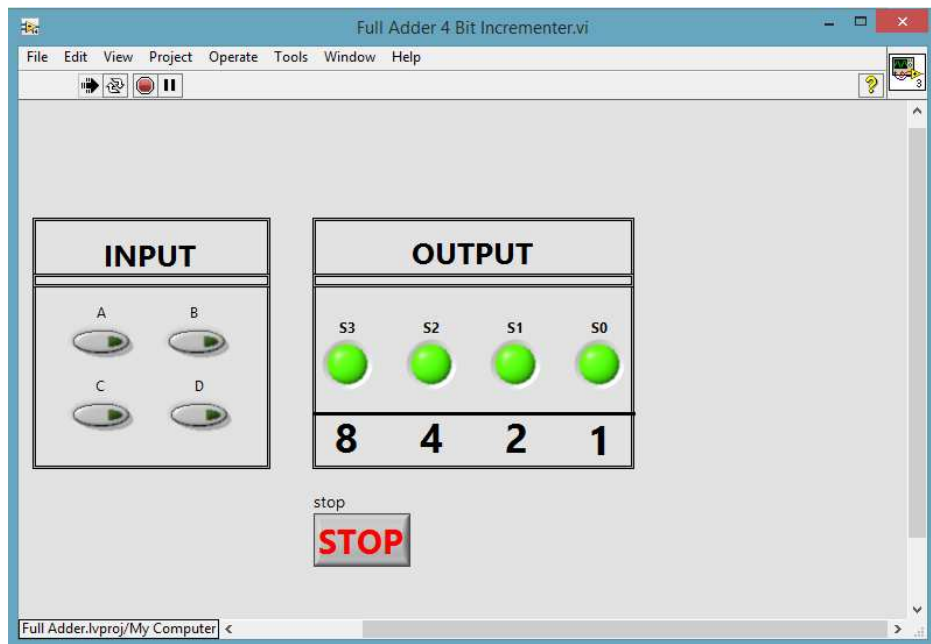 Full Adder 4 Bit Incrementer.vi
File Edit View Project Operate Tools Window Help
3
INPUT
OUTPUT
A B
S3 S2 S1 S0
C D
8 4 2 1
stop
STOP
Full Adder.lvproj/My Computer